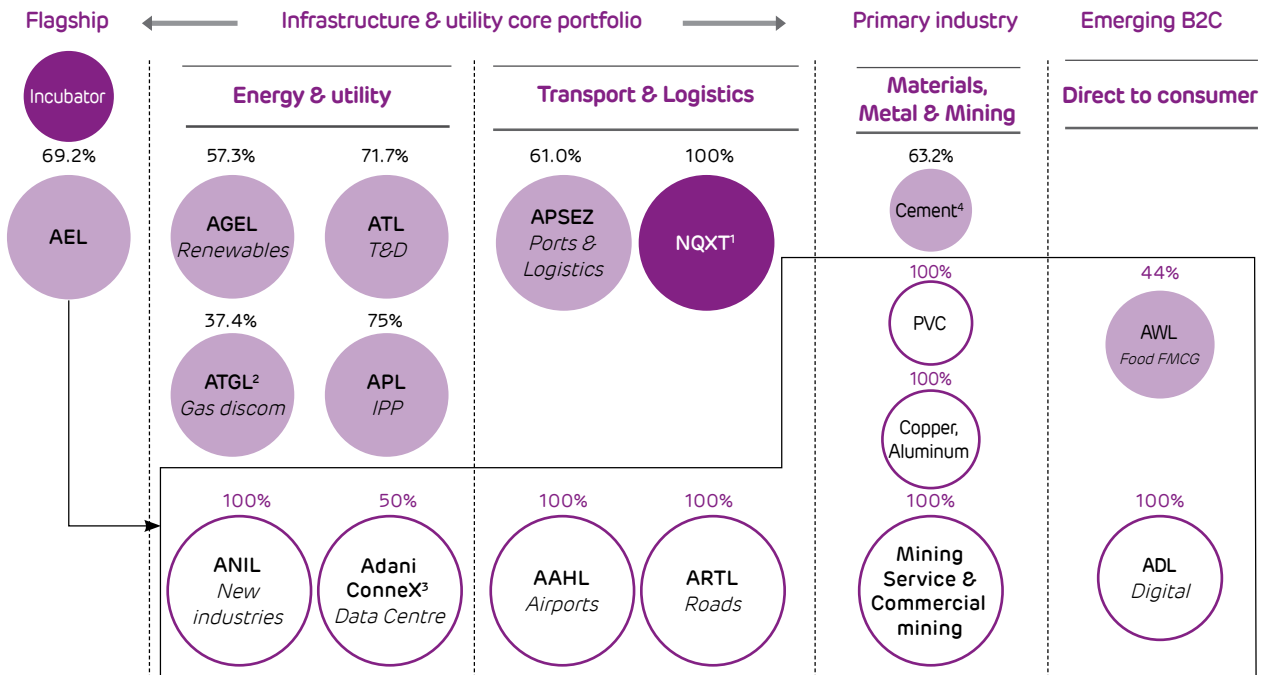 Flagship
Infrastructure & utility core portfolio
Primary industry
Emerging B2C
Incubator
Energy & utility
Transport & Logistics
Materials,
Metal & Mining
Direct to consumer
69.2%
AEL
57.3%
AGEL
Renewables
71.7%
ATL
T&D
61.0%
APSEZ
Ports &
Logistics
100%
NQXT¹
63.2%
Cement⁴
37.4%
ATGL²
Gas discom
75%
APL
IPP
100%
PVC
100%
Copper,
Aluminum
44%
AWL
Food FMCG
100%
ANIL
New
industries
50%
Adani
ConneX³
Data Centre
100%
AAHL
Airports
100%
ARTL
Roads
100%
Mining
Service &
Commercial
mining
100%
ADL
Digital